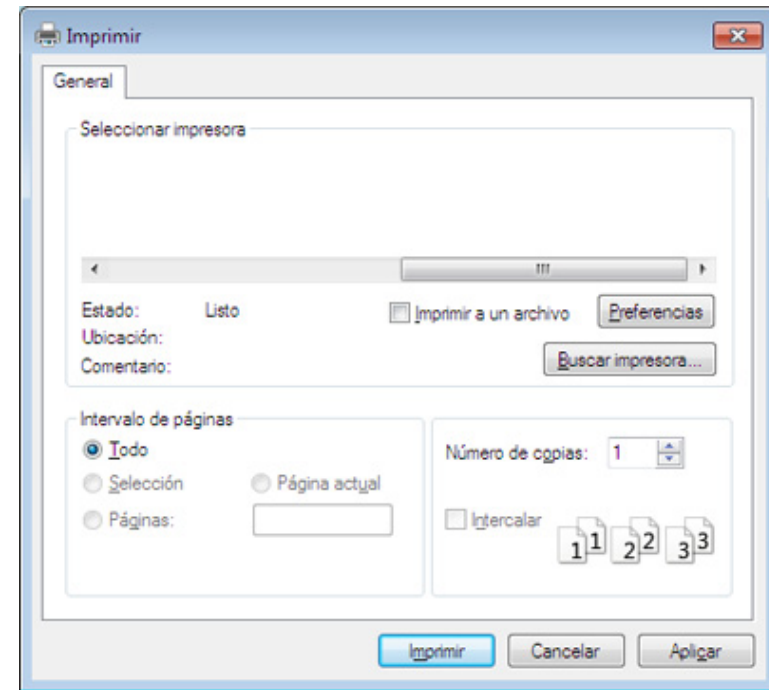 Imprimir
General
Seleccionar impresora
Estado: Listo
Imprimir a un archivo
Preferencias
Ubicación:
Comentario:
Buscar impresora...
Intervalo de páginas
Todo
Selección
Página actual
Páginas:
Número de copias: 1
Intercalar
1 1 2 2 3 3
Imprimir
Cancelar
Aplicar